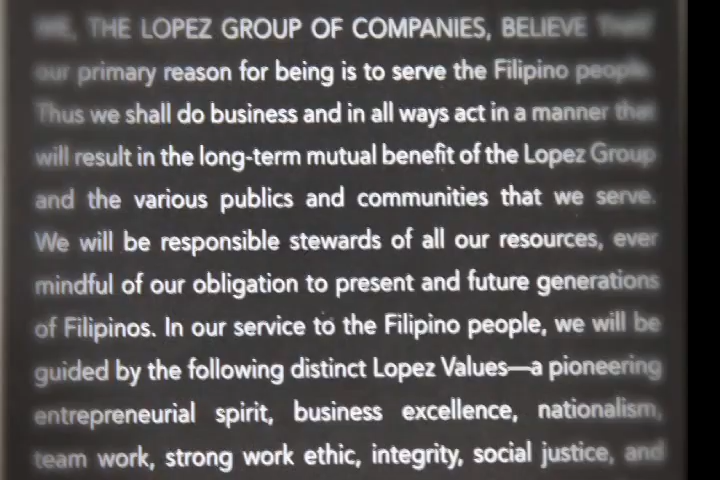 WE, THE LOPEZ GROUP OF COMPANIES, BELIEVE THAT
our primary reason for being is to serve the Filipino people.
Thus we shall do business and in all ways act in a manner that
will result in the long-term mutual benefit of the Lopez Group
and the various publics and communities that we serve.
We will be responsible stewards of all our resources, ever
mindful of our obligation to present and future generations
of Filipinos. In our service to the Filipino people, we will be
guided by the following distinct Lopez Values—a pioneering
entrepreneurial spirit, business excellence, nationalism,
team work, strong work ethic, integrity, social justice, and